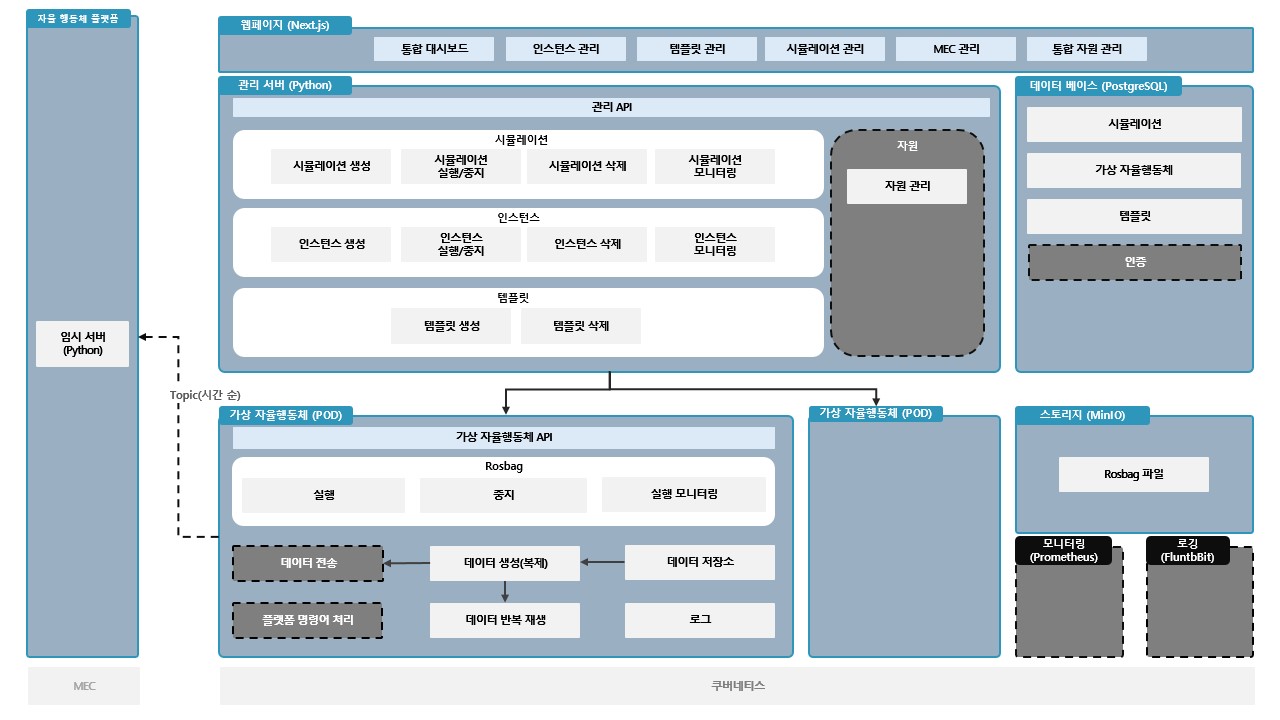 자율 행동체 플랫폼
임시 서버
(Python)
MEC
Topic(시간 순)
웹페이지 (Next.js)
통합 대시보드
인스턴스 관리
템플릿 관리
시뮬레이션 관리
MEC 관리
통합 자원 관리
관리 서버 (Python)
관리 API
시뮬레이션
시뮬레이션 생성
시뮬레이션
실행/중지
시뮬레이션 삭제
시뮬레이션
모니터링
인스턴스
인스턴스 생성
인스턴스
실행/중지
인스턴스 삭제
인스턴스
모니터링
템플릿
템플릿 생성
템플릿 삭제
자원
자원 관리
데이터 베이스 (PostgreSQL)
시뮬레이션
가상 자율행동체
템플릿
인증
가상 자율행동체 (POD)
가상 자율행동체 API
Rosbag
실행
중지
실행 모니터링
데이터 전송
데이터 생성(복제)
데이터 저장소
플랫폼 명령어 처리
데이터 반복 재생
로그
가상 자율행동체 (POD)
스토리지 (MinIO)
Rosbag 파일
모니터링
(Prometheus)
로깅
(FluntbBit)
쿠버네티스